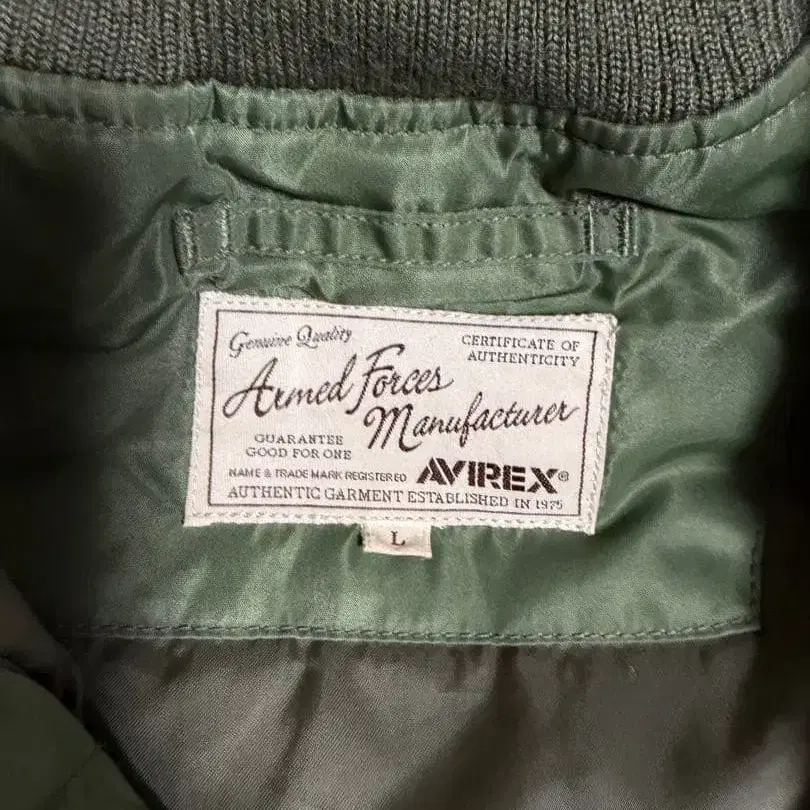 Genuine Quality
CERTIFICATE OF
AUTHENTICITY
Armed Forces
Manufacturer
GUARANTEE
GOOD FOR ONE
NAME & TRADE MARK REGISTERED
AVIREX®
AUTHENTIC GARMENT ESTABLISHED IN 1975
L